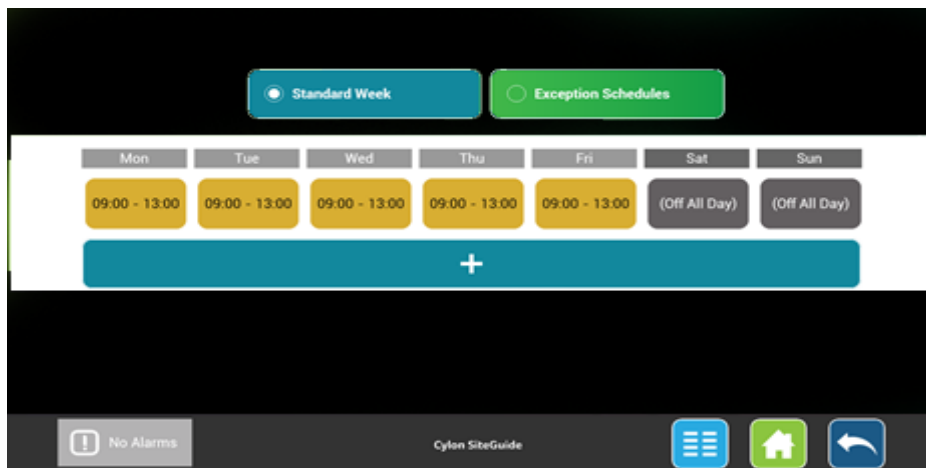 Standard Week
Exception Schedules
Mon Tue Wed Thu Fri Sat Sun
09:00 - 13:00 09:00 - 13:00 09:00 - 13:00 09:00 - 13:00 09:00 - 13:00 (Off All Day) (Off All Day)
+
No Alarms
Cylon SiteGuide